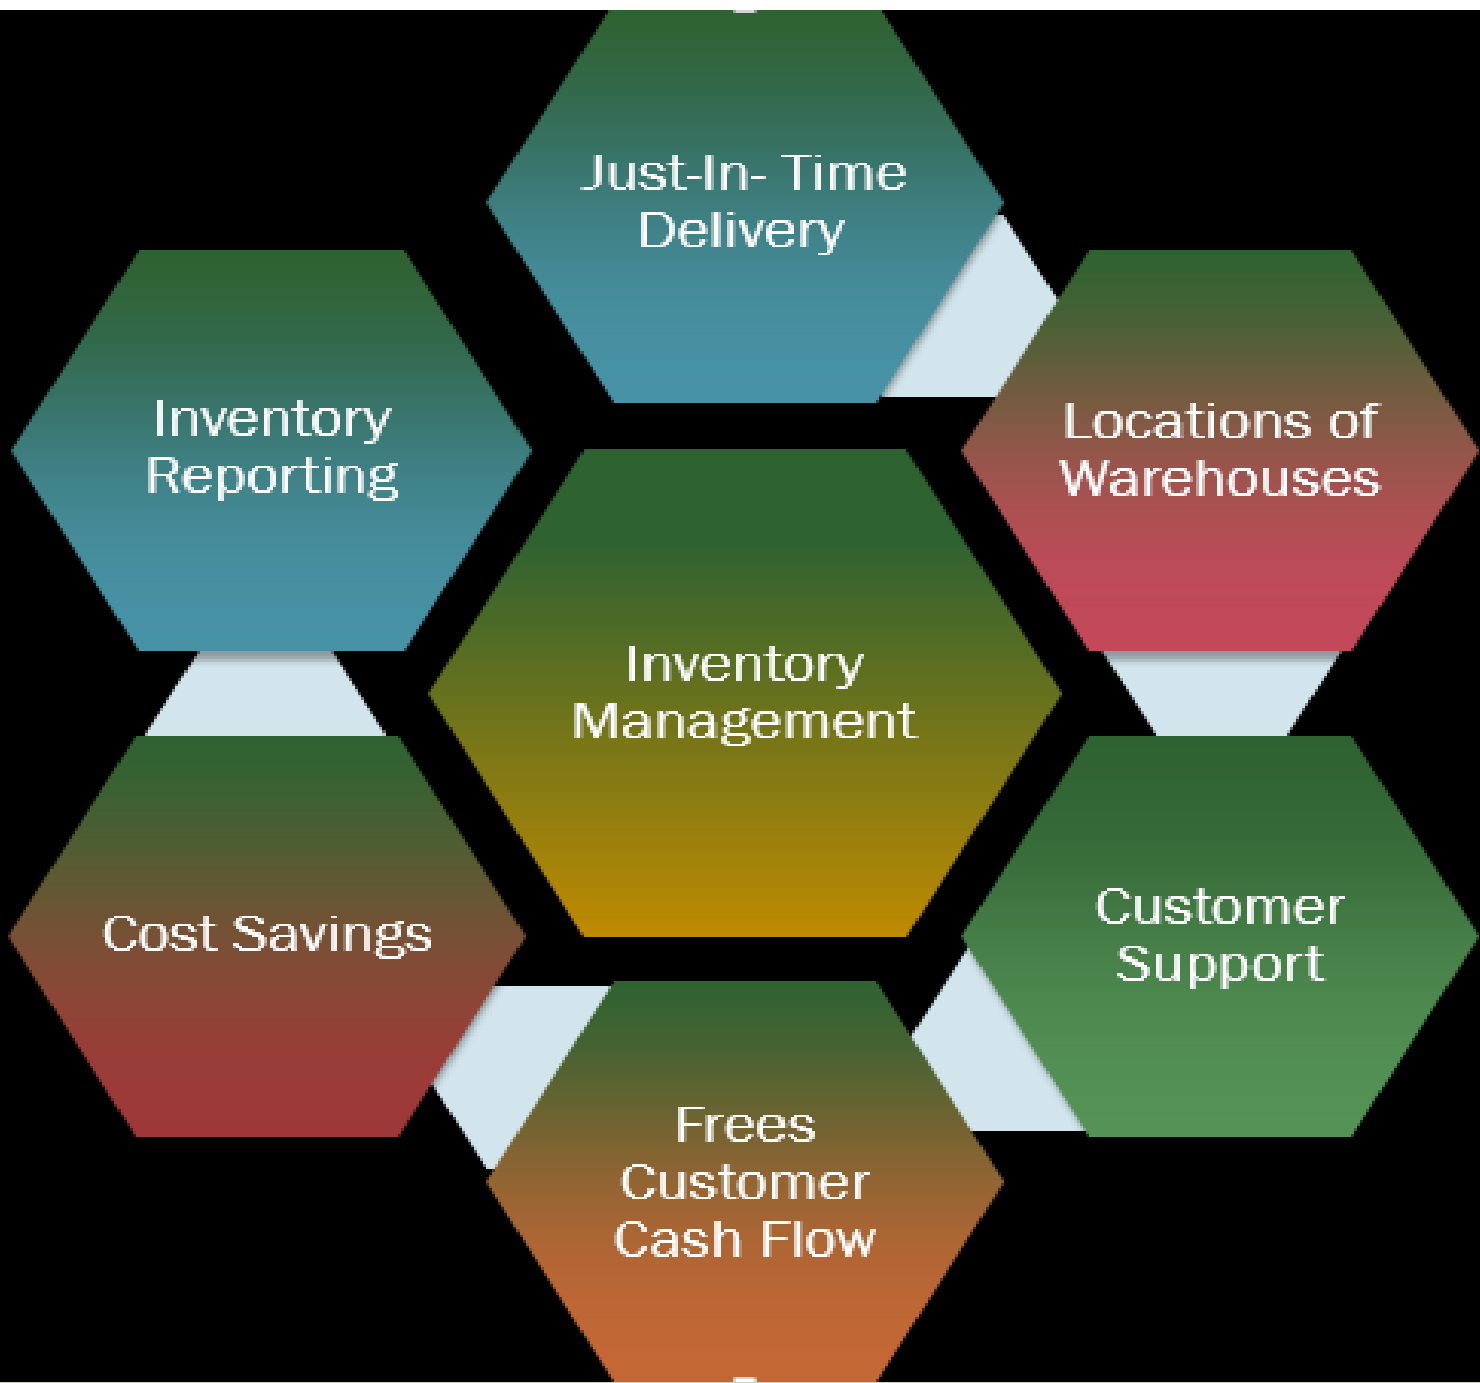 Just-In- Time
Delivery
Inventory
Reporting
Locations of
Warehouses
Inventory
Management
Cost Savings
Customer
Support
Frees
Customer
Cash Flow